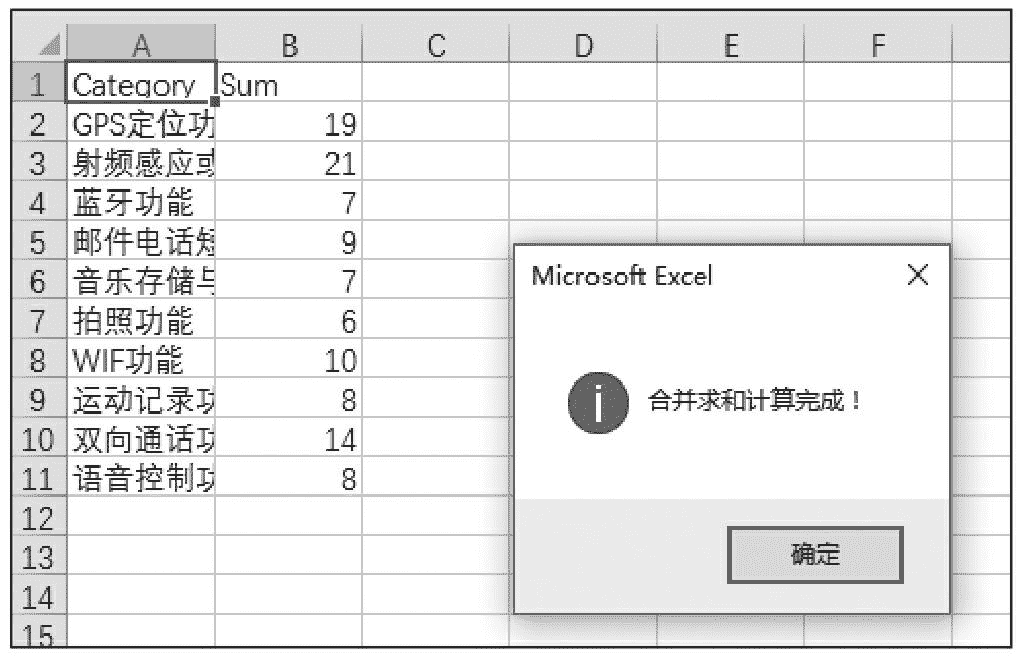 A B C D E F
1 Category Sum
2 GPS定位功 19
3 射频感应或 21
4 蓝牙功能 7
5 邮件电话短 9
6 音乐存储与 7
7 拍照功能 6
8 WIF功能 10
9 运动记录功 8
10 双向通话功 14
11 语音控制功 8
12
13
14
15
Microsoft Excel
合并求和计算完成！
确定